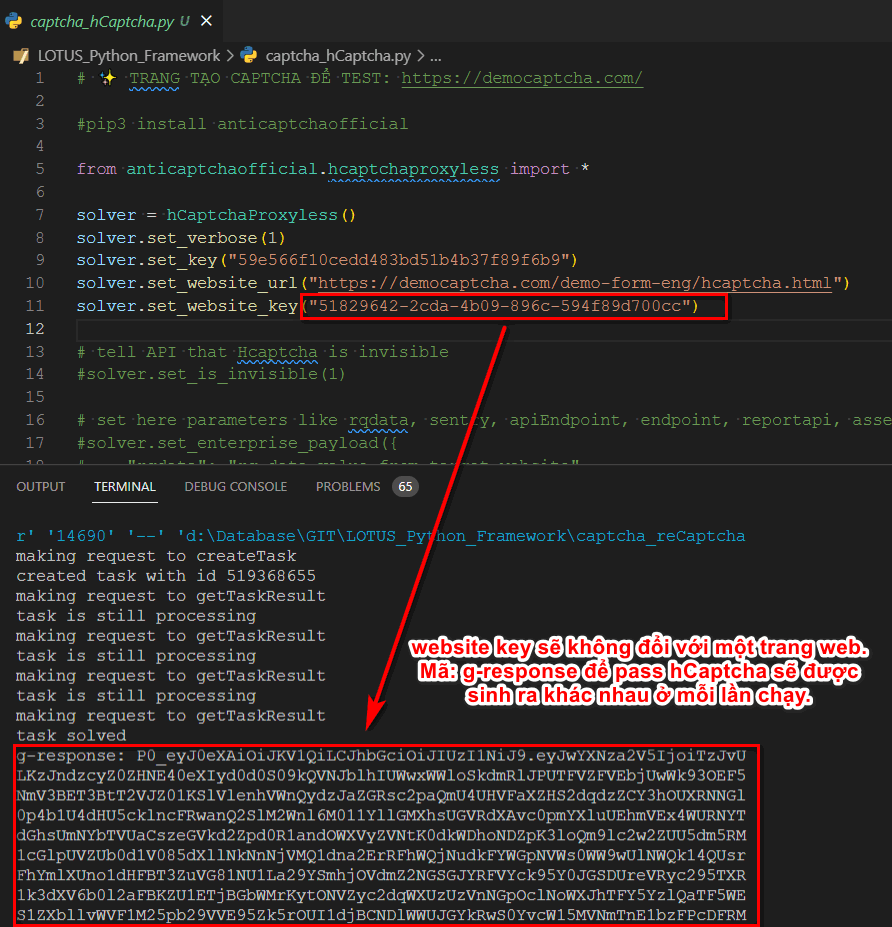 captcha_hCaptcha.py U
LOTUS_Python_Framework > captcha_hCaptcha.py > ...
1 # ✨ TRANG TẠO CAPTCHA ĐỂ TEST: https://democaptcha.com/
2
3 #pip3 install anticaptchaofficial
4
5 from anticaptchaofficial.hcaptchaproxyless import *
6
7 solver = hCaptchaProxyless()
8 solver.set_verbose(1)
9 solver.set_key("59e566f10cedd483bd51b4b37f89f6b9")
10 solver.set_website_url("https://democaptcha.com/demo-form-eng/hcaptcha.html")
11 solver.set_website_key("51829642-2cda-4b09-896c-594f89d700cc")
12
13 # tell API that Hcaptcha is invisible
14 #solver.set_is_invisible(1)
15
16 # set here parameters like rqdata, sentry, apiEndpoint, endpoint, reportapi, asse
17 #solver.set_enterprise_payload({
OUTPUT TERMINAL DEBUG CONSOLE PROBLEMS 65
r' '14690' '--' 'd:\Database\GIT\LOTUS_Python_Framework\captcha_reCaptcha
making request to createTask
created task with id 519368655
making request to getTaskResult
task is still processing
making request to getTaskResult
task is still processing
making request to getTaskResult
task is still processing
making request to getTaskResult
task solved
website key sẽ không đổi với một trang web.
Mã: g-response để pass hCaptcha sẽ được
sinh ra khác nhau ở mỗi lần chạy.
g-response: